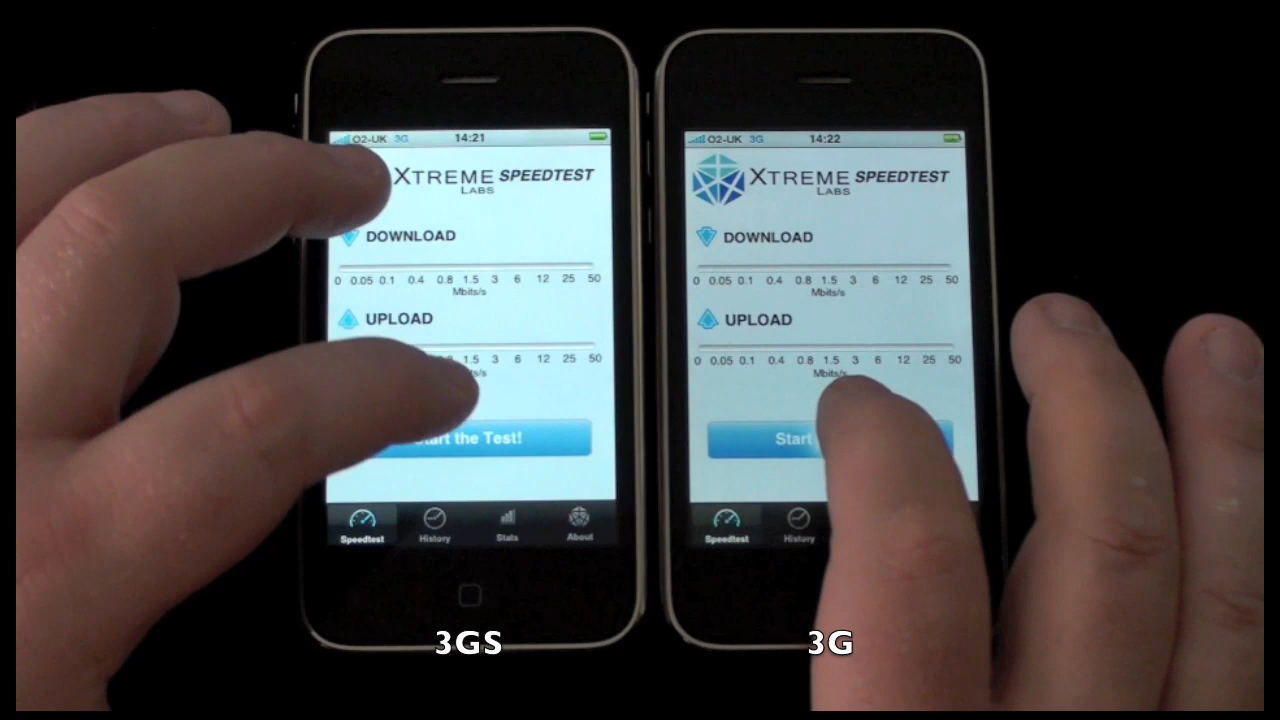 O2-UK 3G 14:21
XTREME SPEEDTEST
LABS
DOWNLOAD
0 0.05 0.1 0.4 0.8 1.5 3 6 12 25 50
Mbits/s
UPLOAD
1.5 3 6 12 25 50
Mbits/s
Start the Test!
Speedtest History Stats About
3GS
O2-UK 3G 14:22
XTREME SPEEDTEST
LABS
DOWNLOAD
0 0.05 0.1 0.4 0.8 1.5 3 6 12 25 50
Mbits/s
UPLOAD
0 0.05 0.1 0.4 0.8 1.5 3 6 12 25 50
Mbits/s
Start
Speedtest History
3G